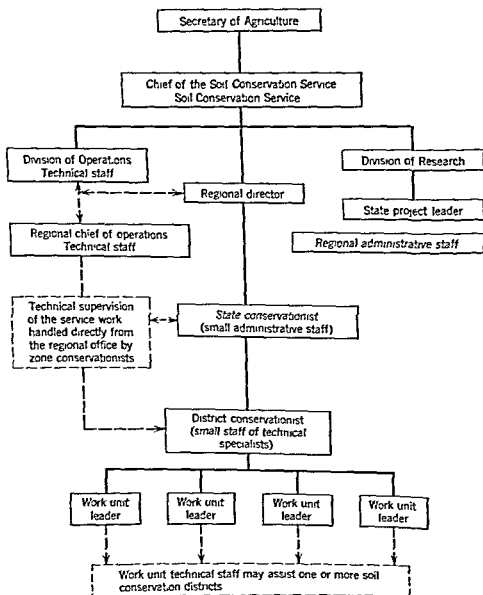 Secretary of Agriculture
Chief of the Soil Conservation Service
Soil Conservation Service
Division of Operations
Technical staff
Division of Research
Regional director
State project leader
Regional chief of operations
Technical staff
Regional administrative staff
Technical supervision
of the service work
handled directly from
the regional office by
zone conservationists
State conservationist
(small administrative staff)
District conservationist
(small staff of technical
specialists)
Work unit
leader
Work unit
leader
Work unit
leader
Work unit
leader
Work unit technical staff may assist one or more soil
conservation districts